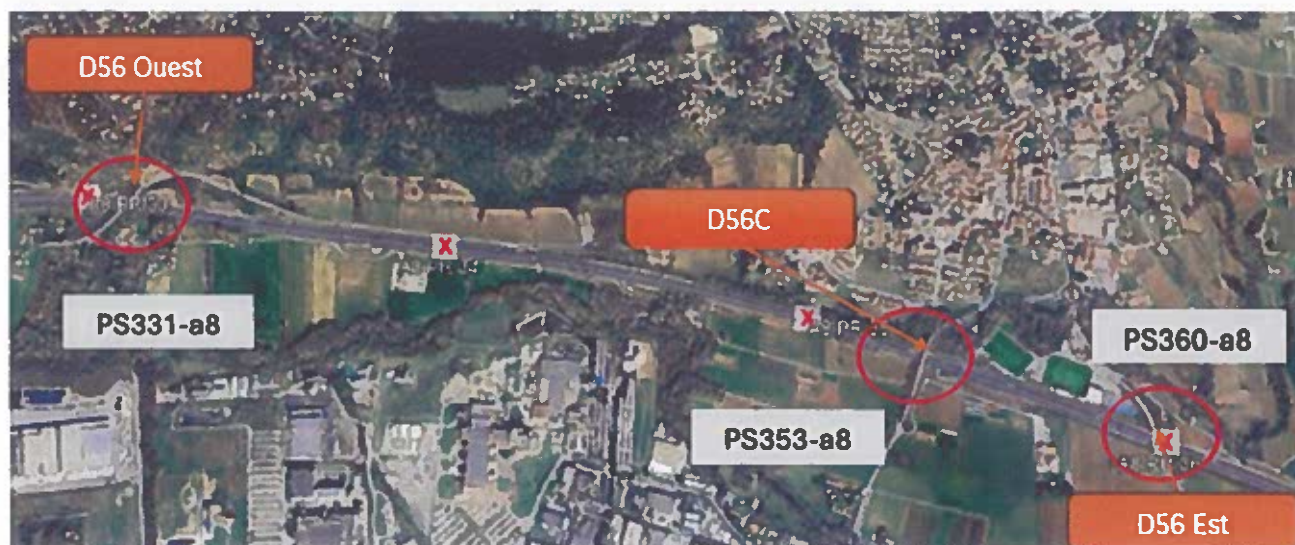 D56 Ouest
D56C
PS331-a8
PS360-a8
PS353-a8
D56 Est